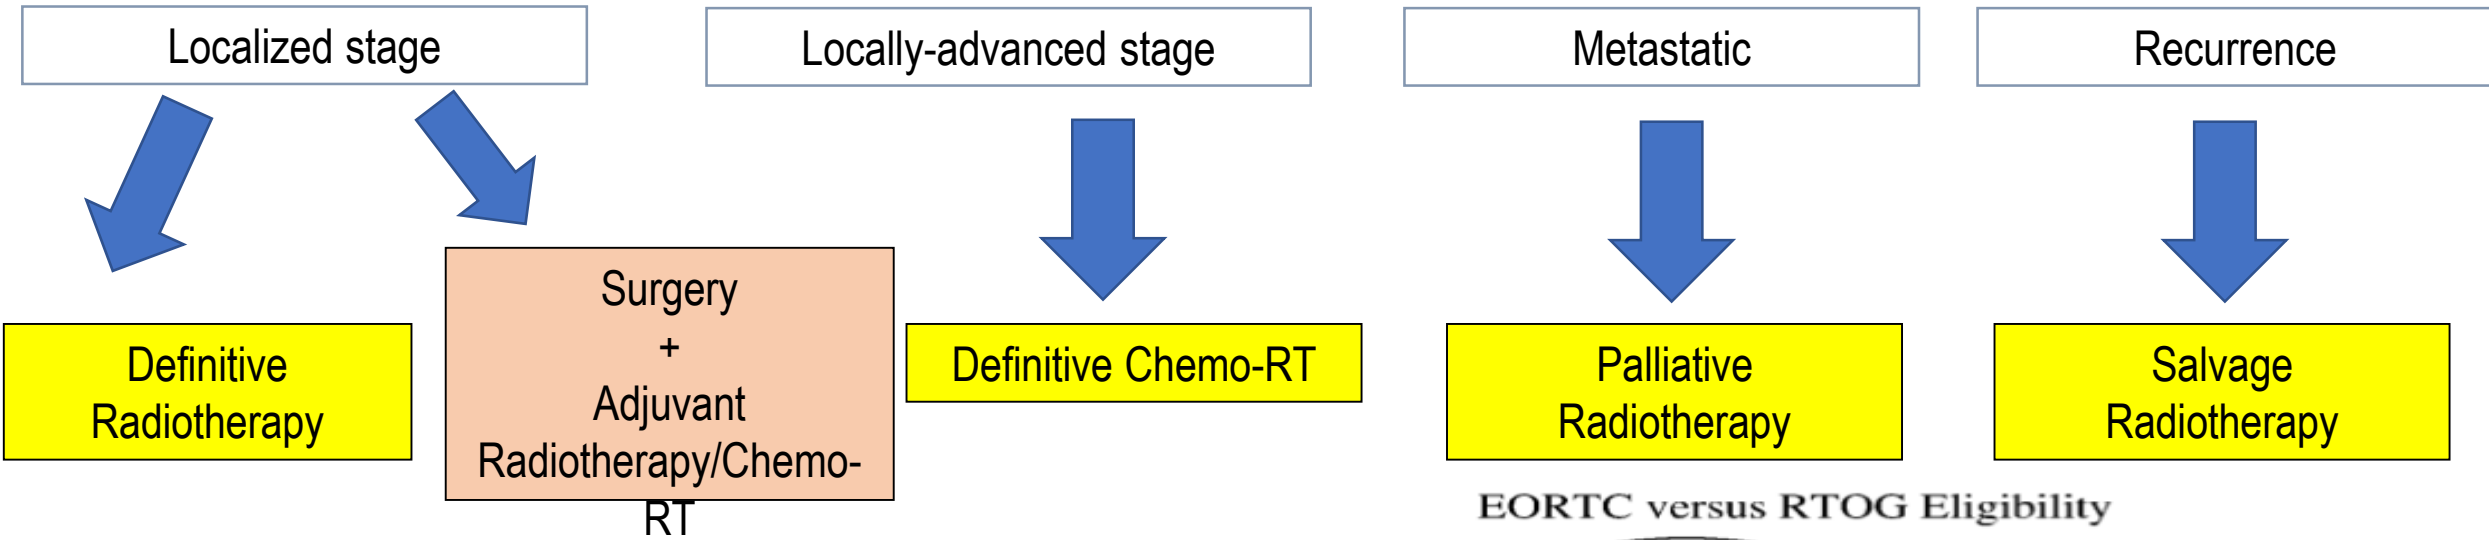 Localized stage
Locally-advanced stage
Metastatic
Recurrence
Definitive
Radiotherapy
Surgery
+
Adjuvant
Radiotherapy/Chemo-
RT
Definitive Chemo-RT
Palliative
Radiotherapy
Salvage
Radiotherapy
EORTC versus RTOG Eligibility